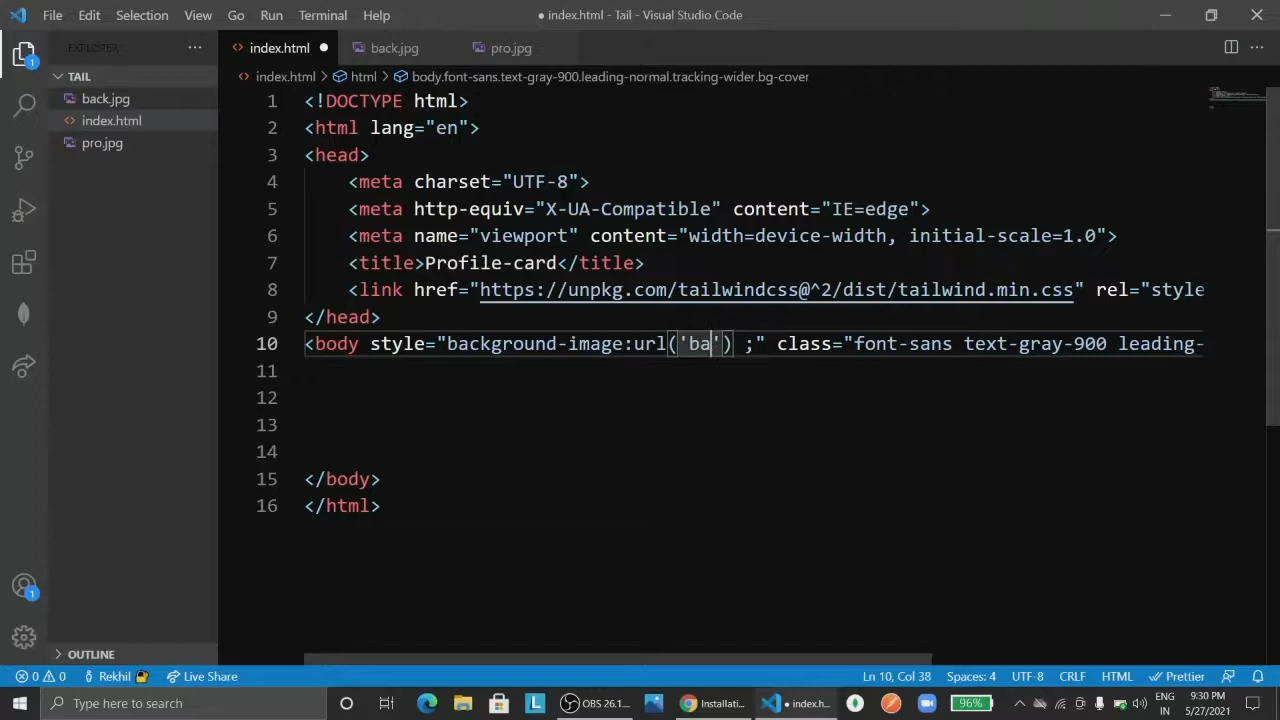 File Edit Selection View Go Run Terminal Help
● index.html - Tail - Visual Studio Code
EXPLORER
TAIL
back.jpg
index.html
pro.jpg
OUTLINE
1
1
index.html back.jpg pro.jpg
index.html > html > body.font-sans.text-gray-900.leading-normal.tracking-wider.bg-cover
1 <!DOCTYPE html>
2 <html lang="en">
3 <head>
4 <meta charset="UTF-8">
5 <meta http-equiv="X-UA-Compatible" content="IE=edge">
6 <meta name="viewport" content="width=device-width, initial-scale=1.0">
7 <title>Profile-card</title>
8 <link href="https://unpkg.com/tailwindcss@^2/dist/tailwind.min.css" rel="style
9 </head>
10 <body style="background-image:url('ba') ;" class="font-sans text-gray-900 leading-
11
12
13
14
15 </body>
16 </html>
0 0 Rekhil Live Share Ln 10, Col 38 Spaces: 4 UTF-8 CRLF HTML Prettier
Type here to search
L
OBS 26.1...
Installati...
● index.h...
96%
ENG
IN
9:30 PM
5/27/2021